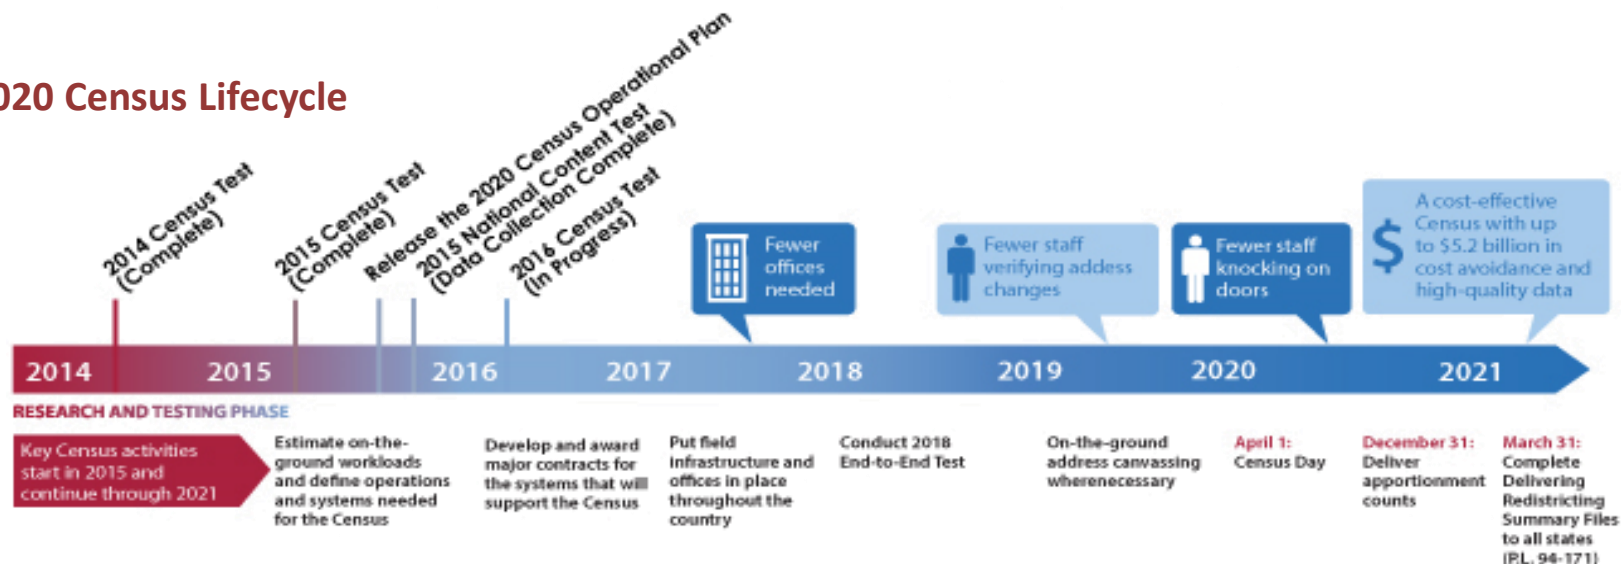 020 Census Lifecycle
2014 Census Test
(Complete)
2015 Census Test
(Complete)
Release the 2020 Census Operational Plan
2015 National Content Test
(Data Collection Complete)
2016 Census Test
(In Progress)
Fewer
offices
needed
Fewer staff
verifying addess
changes
Fewer staff
knocking on
doors
$
A cost-effective
Census with up
to $5.2 billion in
cost avoidance and
high-quality data
2014
2015
2016
2017
2018
2019
2020
2021
RESEARCH AND TESTING PHASE
Key Census activities
start in 2015 and
continue through 2021
Estimate on-the-
ground workloads
and define operations
and systems needed
for the Census
Develop and award
major contracts for
the systems that will
support the Census
Put field
infrastructure and
offices in place
throughout the
country
Conduct 2018
End-to-End Test
On-the-ground
address canvassing
wherenecessary
April 1:
Census Day
December 31:
Deliver
apportionment
counts
March 31:
Complete
Delivering
Redistricting
Summary Files
to all states
(P.L. 94-171)